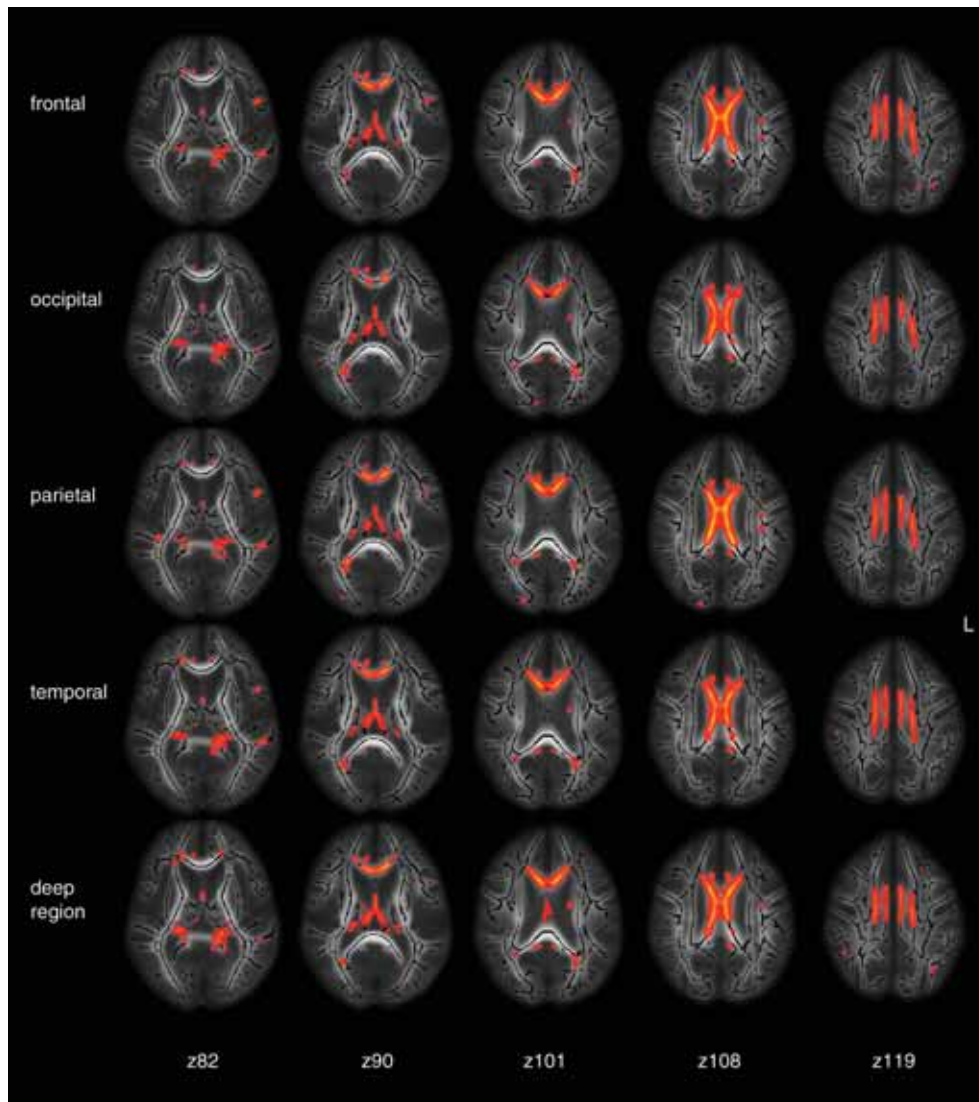 frontal
occipital
parietal
L
temporal
deep
region
z82 z90 z101 z108 z119